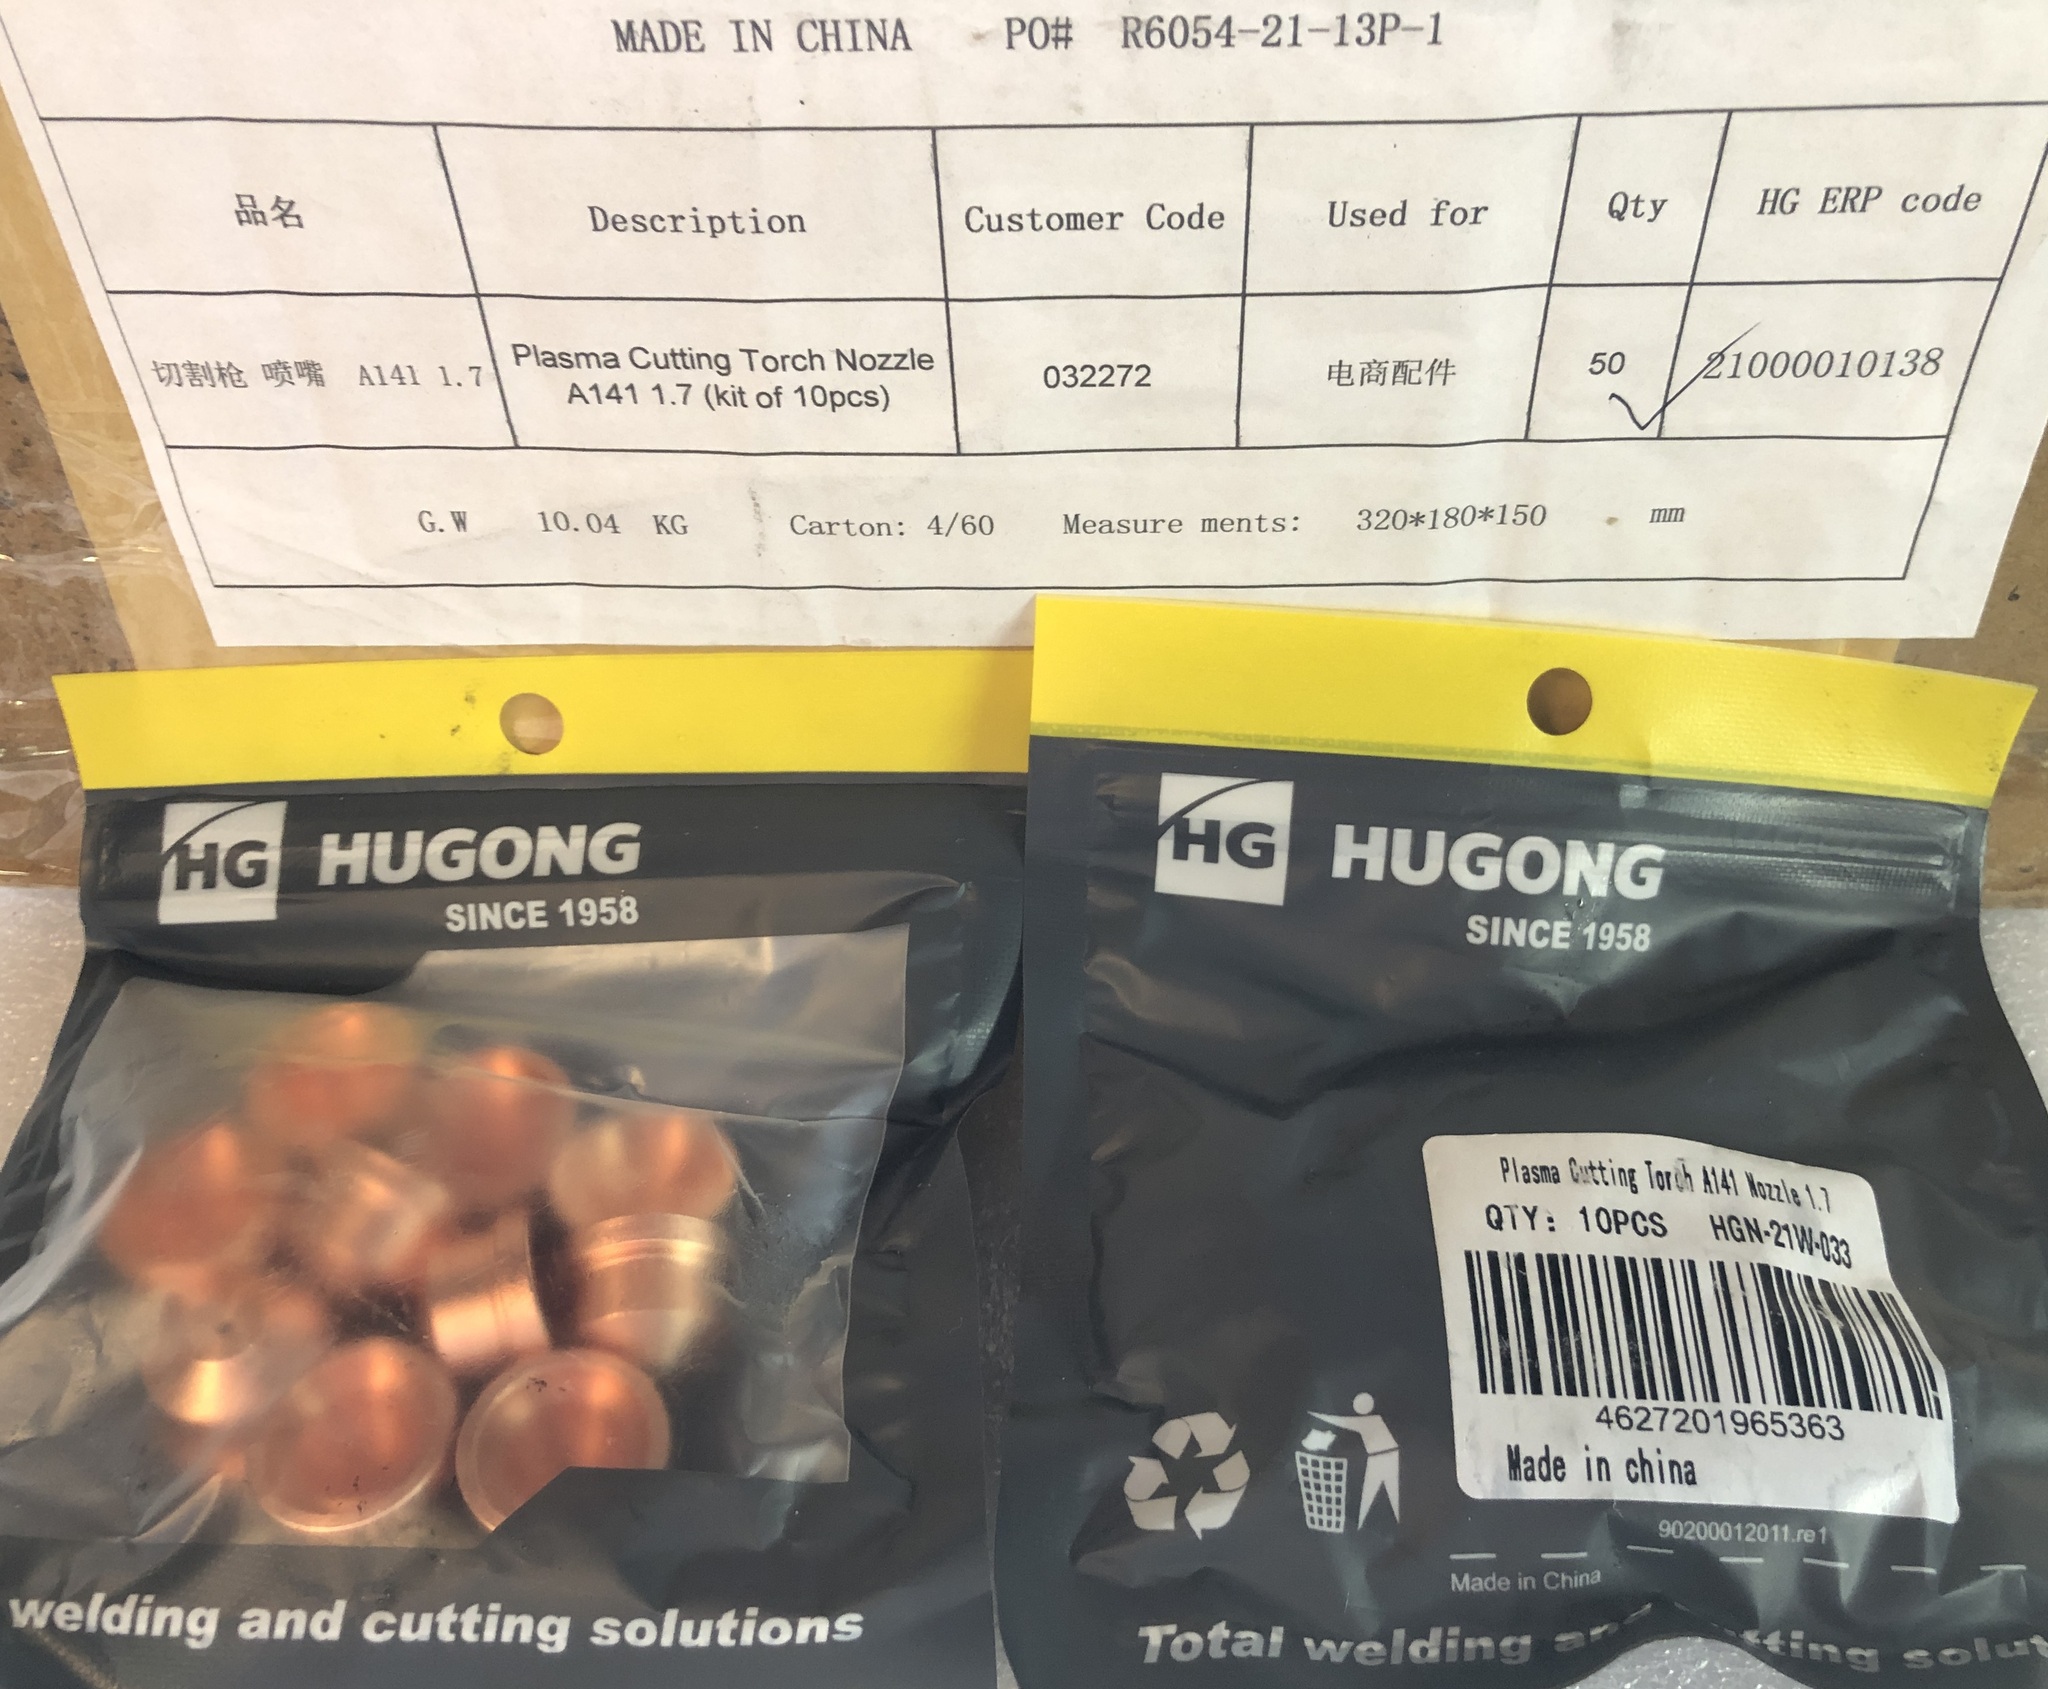 MADE IN CHINA PO# R6054-21-13P-1
品名 Description Customer Code Used for Qty HG ERP code
切割枪 喷嘴 A141 1.7 Plasma Cutting Torch Nozzle A141 1.7 (kit of 10pcs) 032272 电商配件 50 21000010138
G.W 10.04 KG Carton: 4/60 Measure ments: 320*180*150 mm
HG HUGONG
SINCE 1958
welding and cutting solutions
HG HUGONG
SINCE 1958
Plasma Cutting Torch A141 Nozzle 1.7
QTY: 10PCS HGN-21W-033
4627201965363
Made in china
90200012011.re1
Made in China
Total welding